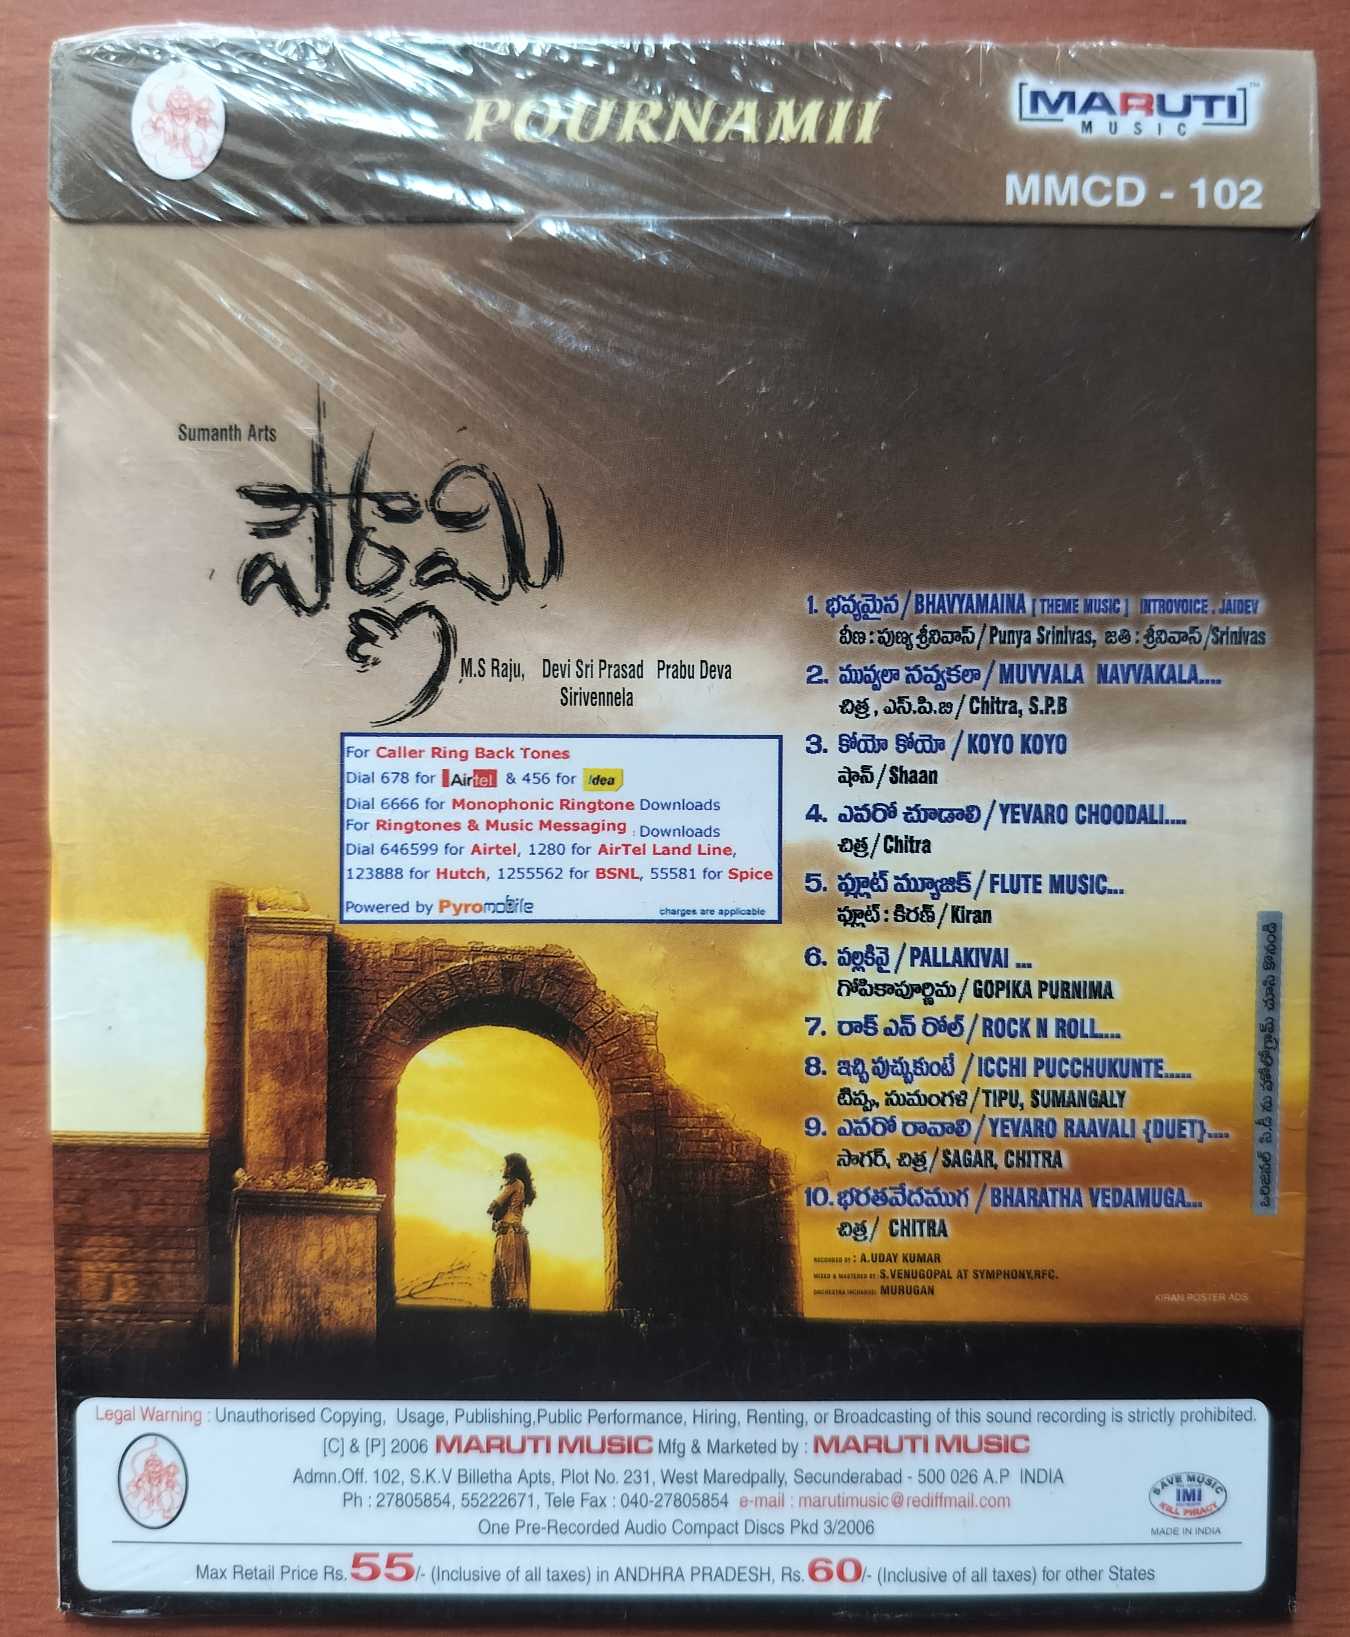 POURNAMII
[MARUTI]™
MUSIC
MMCD - 102
Sumanth Arts
పౌర్ణమి
M.S Raju, Devi Sri Prasad Prabu Deva
Sirivennela
For Caller Ring Back Tones
Dial 678 for Airtel & 456 for !dea
Dial 6666 for Monophonic Ringtone Downloads
For Ringtones & Music Messaging : Downloads
Dial 646599 for Airtel, 1280 for AirTel Land Line,
123888 for Hutch, 1255562 for BSNL, 55581 for Spice
Powered by Pyromobile charges are applicable
1. భవ్యమైన / BHAVYAMAINA [ THEME MUSIC ] INTROVOICE . JAIDEV
వీణ : పుణ్య శ్రీనివాస్ / Punya Srinivas, జతి : శ్రీనివాస్ /Srinivas
2. మువ్వలా నవ్వకలా / MUVVALA NAVVAKALA....
చిత్ర , ఎస్.పి.బి / Chitra, S.P.B
3. కోయో కోయో / KOYO KOYO
షాన్ / Shaan
4. ఎవరో చూడాలి / YEVARO CHOODALI....
చిత్ర / Chitra
5. ఫ్లూట్ మ్యూజిక్ / FLUTE MUSIC...
ఫ్లూట్ : కిరణ్ / Kiran
6. పల్లకివై / PALLAKIVAI ...
గోపికాపూర్ణిమ / GOPIKA PURNIMA
7. రాక్ ఎన్ రోల్ / ROCK N ROLL....
8. ఇచ్చి పుచ్చుకుంటే / ICCHI PUCCHUKUNTE.....
టిప్పు, సుమంగళి / TIPU, SUMANGALY
9. ఎవరో రావాలి / YEVARO RAAVALI {DUET}....
సాగర్, చిత్ర / SAGAR, CHITRA
10. భరతవేదముగ / BHARATHA VEDAMUGA...
చిత్ర / CHITRA
RECORDED BY : A.UDAY KUMAR
MIXED & MASTERED BY S.VENUGOPAL AT SYMPHONY,RFC.
ORCHESTRA INCHARGE: MURUGAN
KIRAN POSTER ADS
ఒరిజినల్ సి.డి ను హోలోగ్రామ్ చూసి కొనండి
Legal Warning : Unauthorised Copying, Usage, Publishing,Public Performance, Hiring, Renting, or Broadcasting of this sound recording is strictly prohibited.
[C] & [P] 2006 MARUTI MUSIC Mfg & Marketed by : MARUTI MUSIC
Admn.Off. 102, S.K.V Billetha Apts, Plot No. 231, West Maredpally, Secunderabad - 500 026 A.P INDIA
Ph : 27805854, 55222671, Tele Fax : 040-27805854 e-mail : marutimusic@rediffmail.com
One Pre-Recorded Audio Compact Discs Pkd 3/2006
SAVE MUSIC
IMI
KILL PIRACY
MADE IN INDIA
Max Retail Price Rs. 55/- (Inclusive of all taxes) in ANDHRA PRADESH, Rs. 60/- (Inclusive of all taxes) for other States